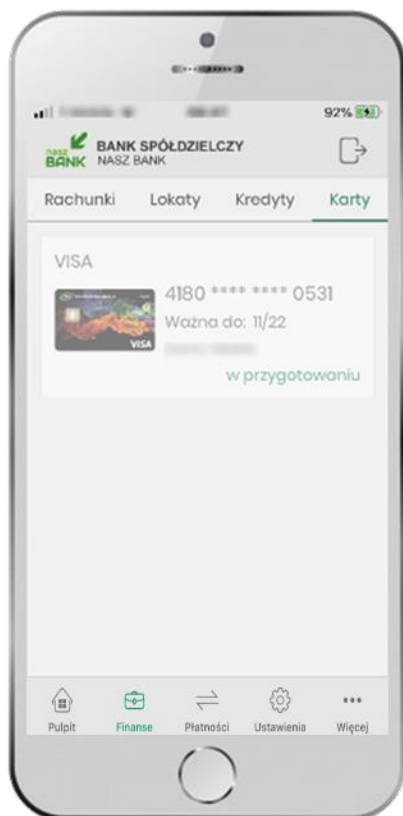 92%
nasz
BANK
BANK SPÓŁDZIELCZY
NASZ BANK
Rachunki Lokaty Kredyty Karty
VISA
4180 **** **** 0531
Ważna do: 11/22
VISA
w przygotowaniu
Pulpit Finanse Płatności Ustawienia Więcej